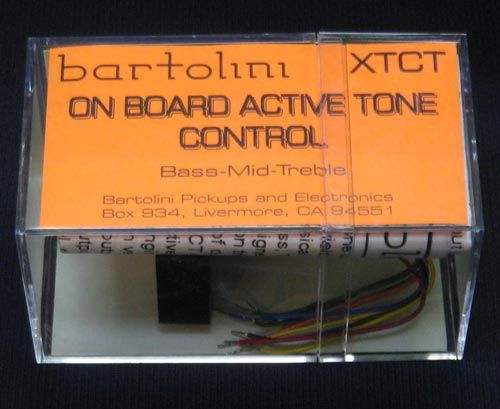 bartolini XTCT
ON BOARD ACTIVE TONE
CONTROL
Bass-Mid-Treble
Bartolini Pickups and Electronics
Box 934, Livermore, CA 94551